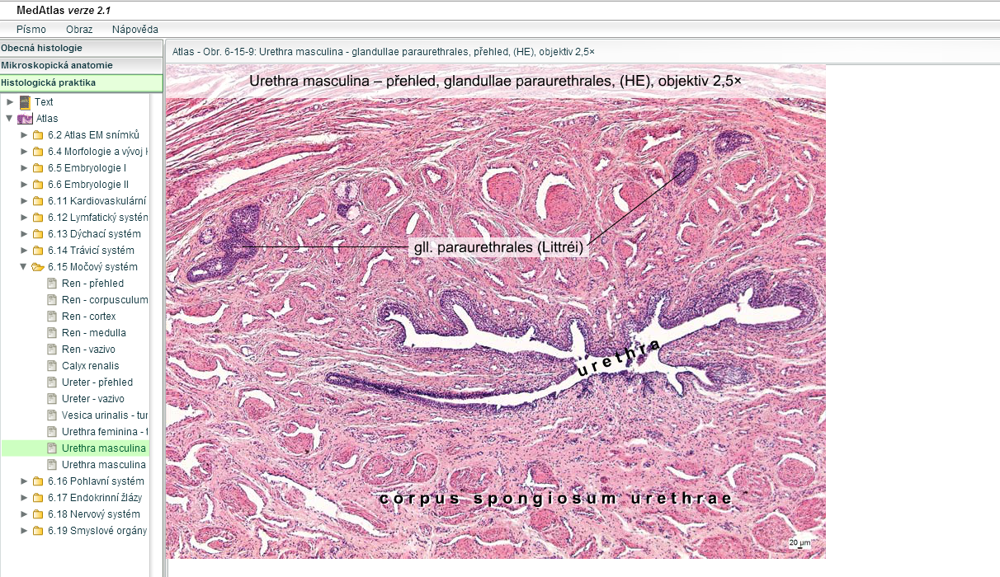 MedAtlas verze 2.1
Písmo Obraz Nápověda
Obecná histologie
Mikroskopická anatomie
Histologická praktika
Text
Atlas
6.2 Atlas EM snímků
6.4 Morfologie a vývoj
6.5 Embryologie I
6.6 Embryologie II
6.11 Kardiovaskulární
6.12 Lymfatický systén
6.13 Dýchací systém
6.14 Trávicí systém
6.15 Močový systém
Ren - přehled
Ren - corpusculum
Ren - cortex
Ren - medulla
Ren - vazivo
Calyx renalis
Ureter - přehled
Ureter - vazivo
Vesica urinalis - tur
Urethra feminina - t
Urethra masculina
Urethra masculina
6.16 Pohlavní systém
6.17 Endokrinní žlázy
6.18 Nervový systém
6.19 Smyslové orgány
Atlas - Obr. 6-15-9: Urethra masculina - glandullae paraurethrales, přehled, (HE), objektiv 2,5×
Urethra masculina – přehled, glandullae paraurethrales, (HE), objektiv 2,5×
gll. paraurethrales (Littréi)
urethra
corpus spongiosum urethrae
20 µm